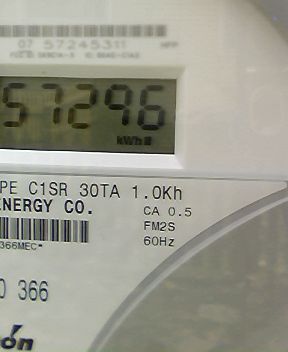 07 57245311
57296
kWh
PE C1SR 30TA 1.0Kh
ENERGY CO.
CA 0.5
FM2S
60Hz
366MEC
0 366
ón